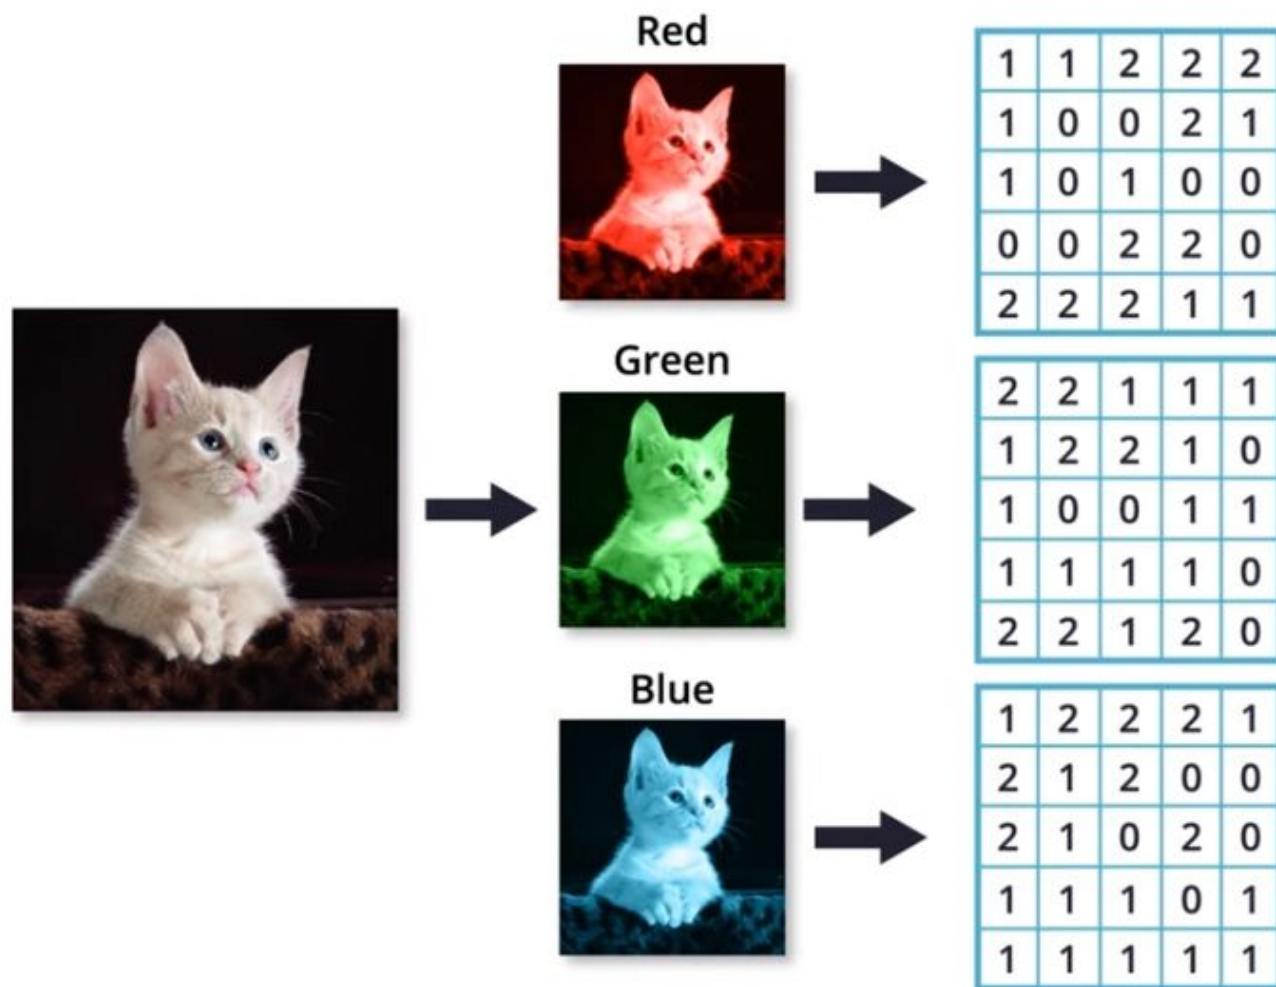 Red
1 1 2 2 2
1 0 0 2 1
1 0 1 0 0
0 0 2 2 0
2 2 2 1 1
Green
2 2 1 1 1
1 2 2 1 0
1 0 0 1 1
1 1 1 1 0
2 2 1 2 0
Blue
1 2 2 2 1
2 1 2 0 0
2 1 0 2 0
1 1 1 0 1
1 1 1 1 1